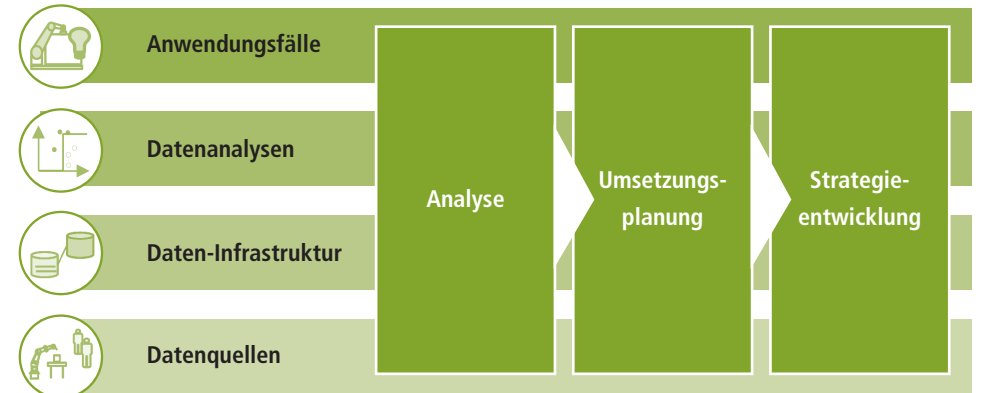 Anwendungsfälle
Datenanalysen
Daten-Infrastruktur
Datenquellen
Analyse
Umsetzungs-
planung
Strategie-
entwicklung